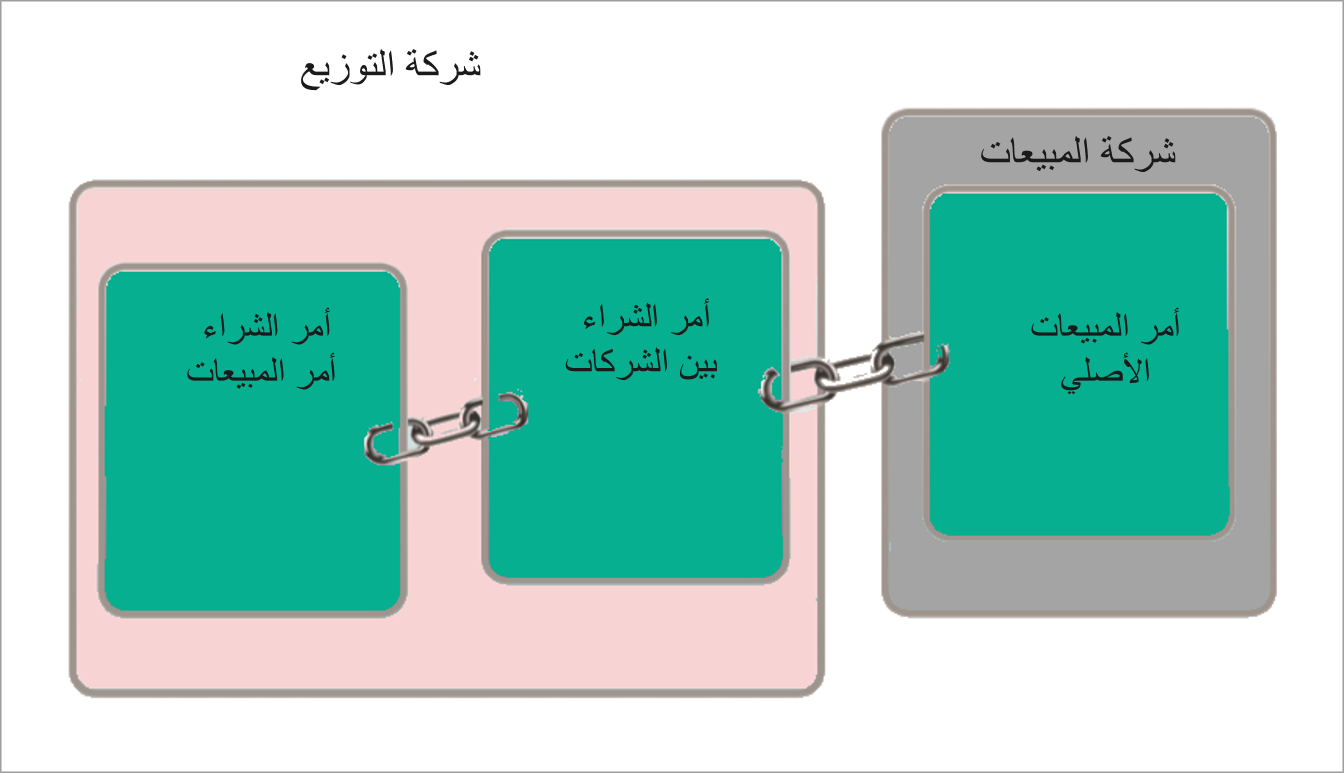 شركة التوزيع
شركة المبيعات
أمر المبيعات
الأصلي
أمر الشراء
بين الشركات
أمر الشراء
أمر المبيعات